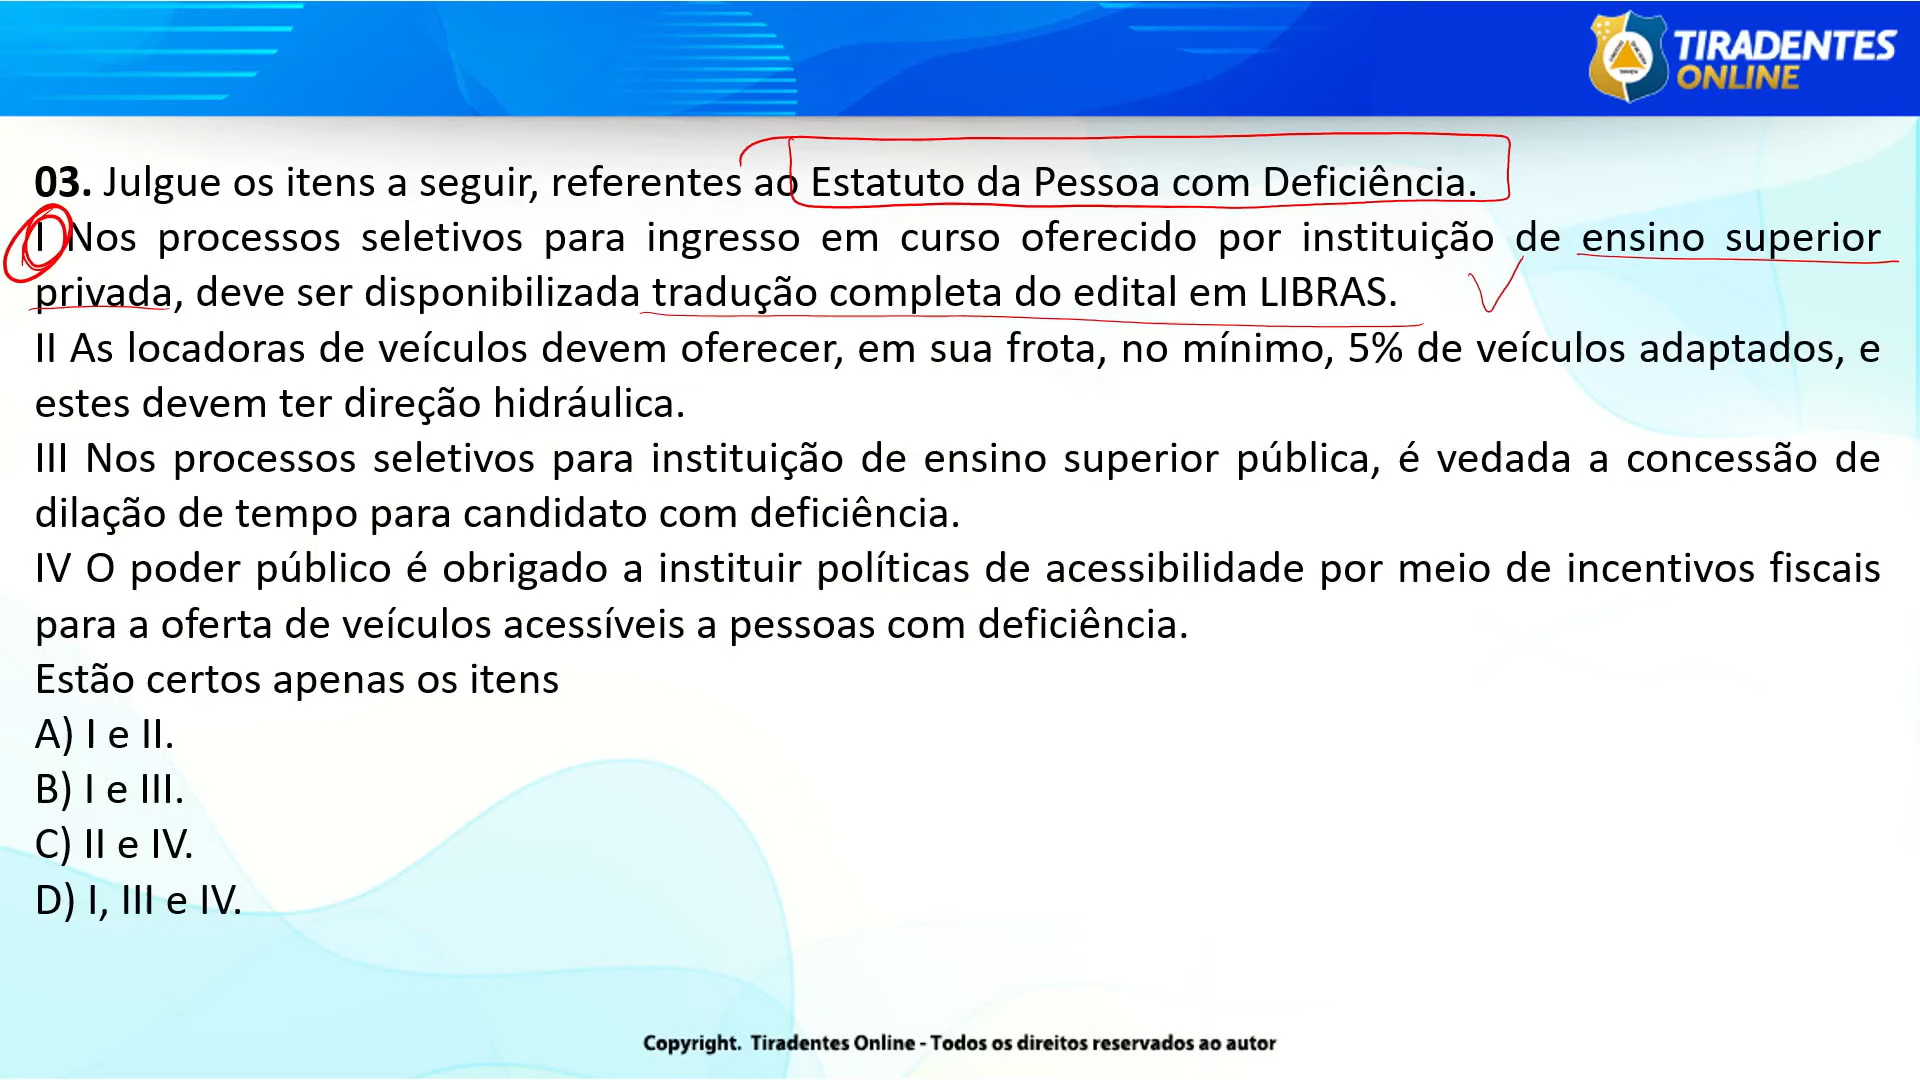 TIRADENTES
ONLINE
03. Julgue os itens a seguir, referentes ao Estatuto da Pessoa com Deficiência.
I Nos processos seletivos para ingresso em curso oferecido por instituição de ensino superior
privada, deve ser disponibilizada tradução completa do edital em LIBRAS.
II As locadoras de veículos devem oferecer, em sua frota, no mínimo, 5% de veículos adaptados, e
estes devem ter direção hidráulica.
III Nos processos seletivos para instituição de ensino superior pública, é vedada a concessão de
dilação de tempo para candidato com deficiência.
IV O poder público é obrigado a instituir políticas de acessibilidade por meio de incentivos fiscais
para a oferta de veículos acessíveis a pessoas com deficiência.
Estão certos apenas os itens
A) I e II.
B) I e III.
C) II e IV.
D) I, III e IV.
Copyright. Tiradentes Online - Todos os direitos reservados ao autor